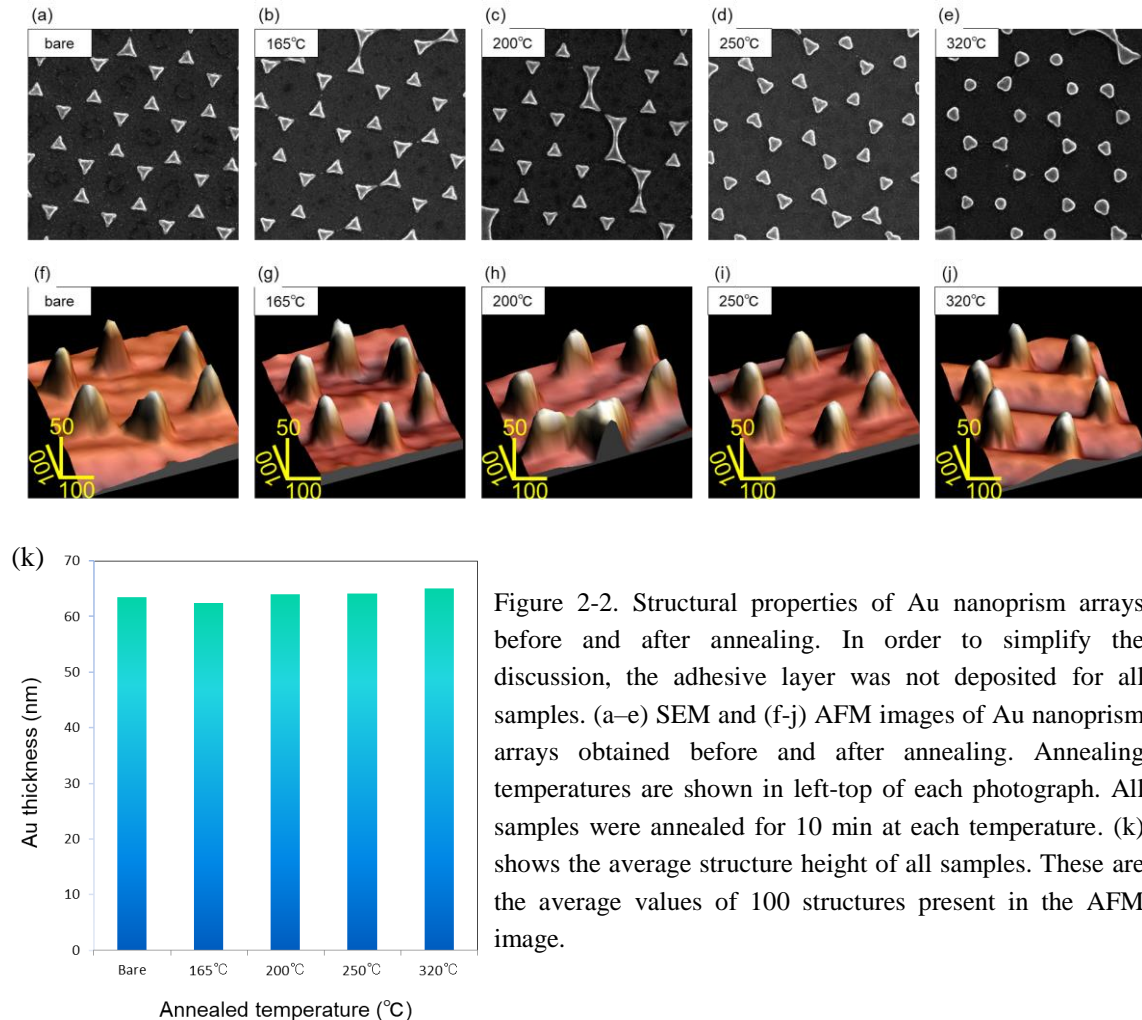 (a) (b) (c) (d) (e)
bare 165℃ 200℃ 250℃ 320℃
(f) (g) (h) (i) (j)
bare 165℃ 200℃ 250℃ 320℃
50 50 50 50 50
100 100 100 100 100
100 100 100 100 100
(k)
70
60
50
40
30
20
10
0
Au thickness (nm)
Bare 165℃ 200℃ 250℃ 320℃
Annealed temperature (℃)
Figure 2-2. Structural properties of Au nanoprism arrays
before and after annealing. In order to simplify the
discussion, the adhesive layer was not deposited for all
samples. (a–e) SEM and (f-j) AFM images of Au nanoprism
arrays obtained before and after annealing. Annealing
temperatures are shown in left-top of each photograph. All
samples were annealed for 10 min at each temperature. (k)
shows the average structure height of all samples. These are
the average values of 100 structures present in the AFM
image.